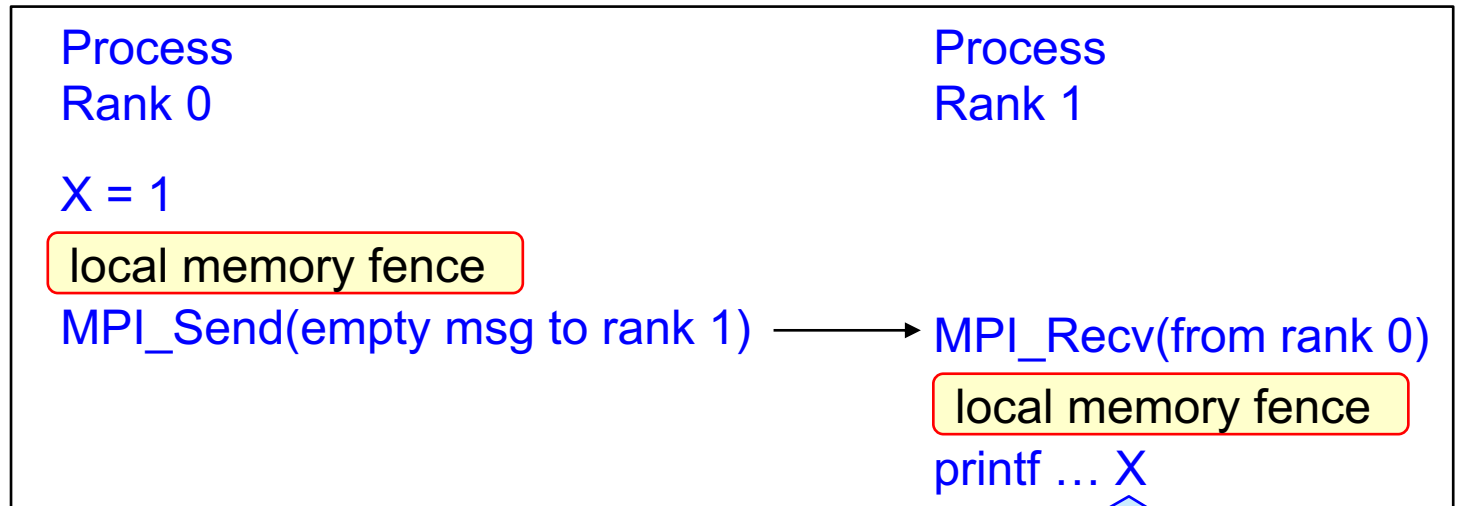 Process
Rank 0
X = 1
local memory fence
MPI_Send(empty msg to rank 1)
Process
Rank 1
MPI_Recv(from rank 0)
local memory fence
printf … X